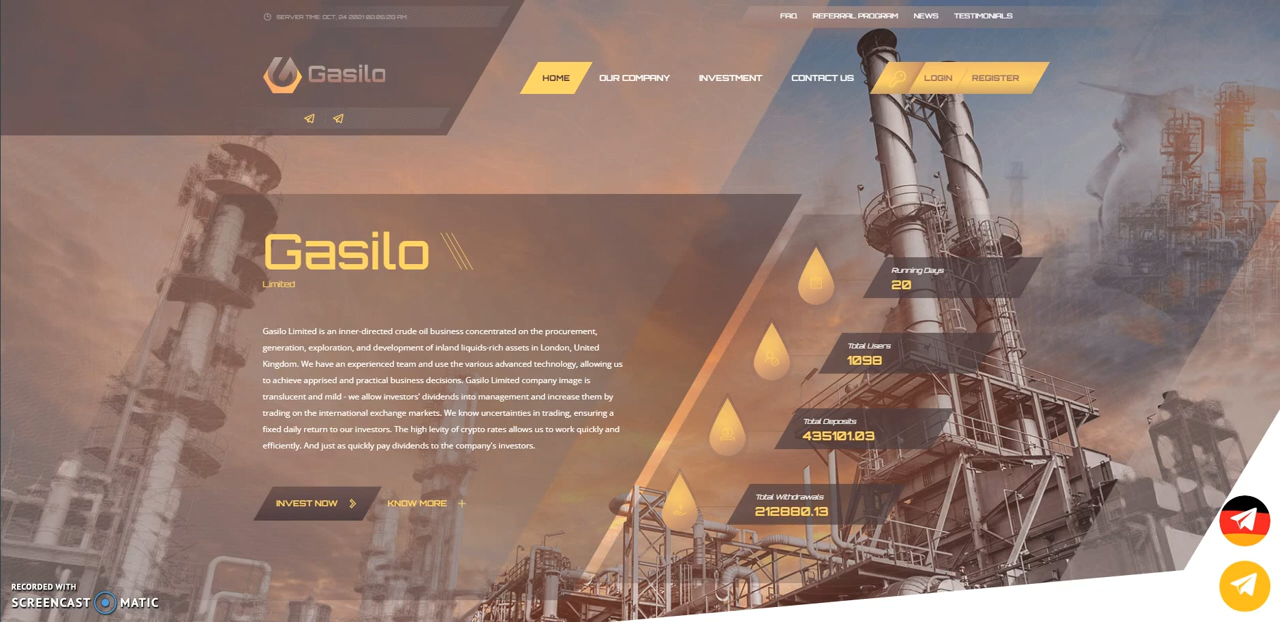 SERVER TIME: OCT, 24 2021 10:05:20 AM
FAQ REFERRAL PROGRAM NEWS TESTIMONIALS
Gasilo
HOME OUR COMPANY INVESTMENT CONTACT US LOGIN REGISTER
Gasilo
Limited
Gasilo Limited is an inner-directed crude oil business concentrated on the procurement,
generation, exploration, and development of inland liquids-rich assets in London, United
Kingdom. We have an experienced team and use the various advanced technology, allowing us
to achieve apprised and practical business decisions. Gasilo Limited company image is
translucent and mild - we allow investors' dividends into management and increase them by
trading on the international exchange markets. We know uncertainties in trading, ensuring a
fixed daily return to our investors. The high levity of crypto rates allows us to work quickly and
efficiently. And just as quickly pay dividends to the company's investors.
INVEST NOW KNOW MORE +
Running Days
20
Total Users
1098
Total Deposits
435101.03
Total Withdrawals
212880.13
RECORDED WITH
SCREENCAST MATIC